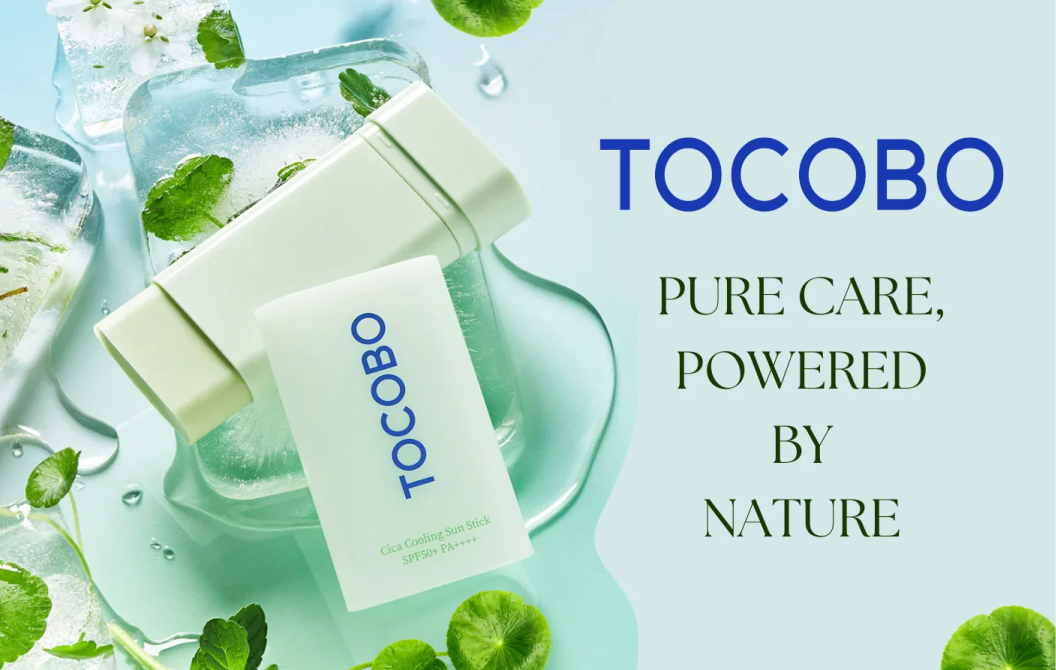 TOCOBO
Cica Cooling Sun Stick
SPF50+ PA++++
TOCOBO
PURE CARE,
POWERED
BY
NATURE